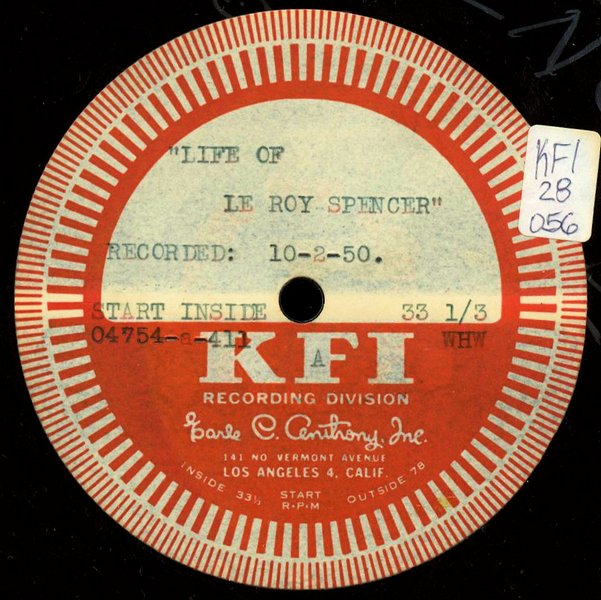 "LIFE OF
LE ROY SPENCER"
RECORDED: 10-2-50.
START INSIDE 33 1/3
04754-a-411 WHW
KFI
A
RECORDING DIVISION
Earle C. Anthony, Inc.
141 NO VERMONT AVENUE
LOS ANGELES 4, CALIF.
INSIDE 33⅓ START OUTSIDE 78
R·P·M
KFI
28
056